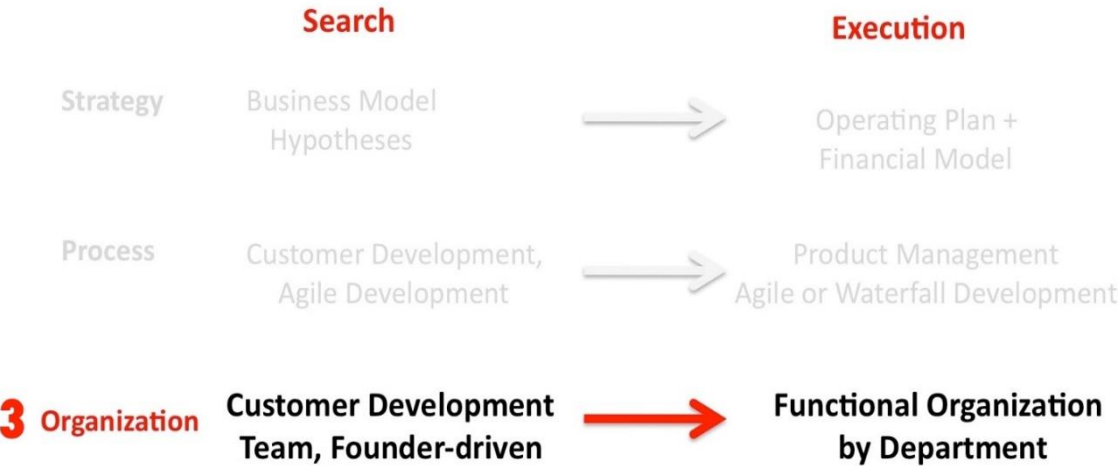 Search
Execution
Strategy
Business Model
Hypotheses
Operating Plan +
Financial Model
Process
Customer Development,
Agile Development
Product Management
Agile or Waterfall Development
3 Organization
Customer Development
Team, Founder-driven
Functional Organization
by Department